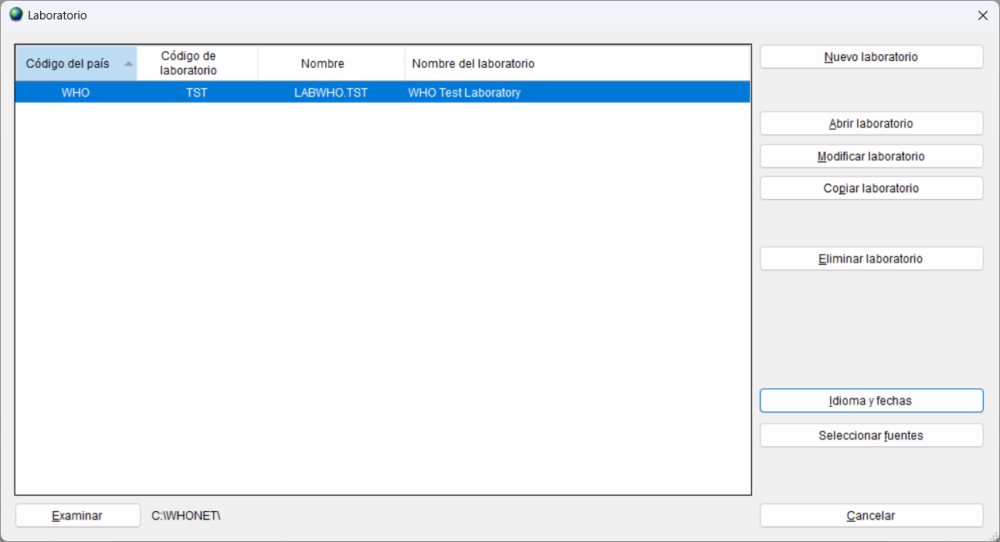 Laboratorio
Código del país
Código de
laboratorio
Nombre
Nombre del laboratorio
WHO
TST
LABWHO.TST
WHO Test Laboratory
Nuevo laboratorio
Abrir laboratorio
Modificar laboratorio
Copiar laboratorio
Eliminar laboratorio
Idioma y fechas
Seleccionar fuentes
Examinar
C:\WHONET\
Cancelar